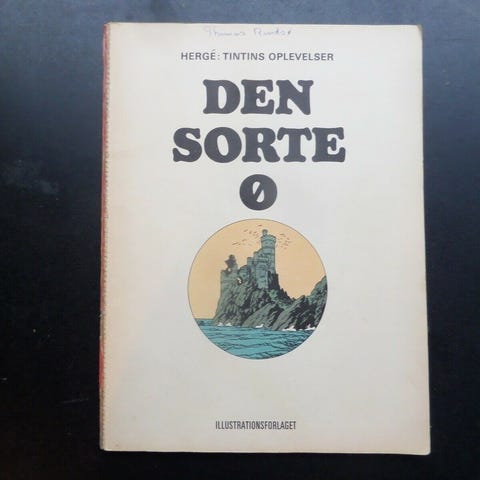 HERGÉ: TINTINS OPLEVELSER
DEN
SORTE
Ø
ILLUSTRATIONSFORLAGET